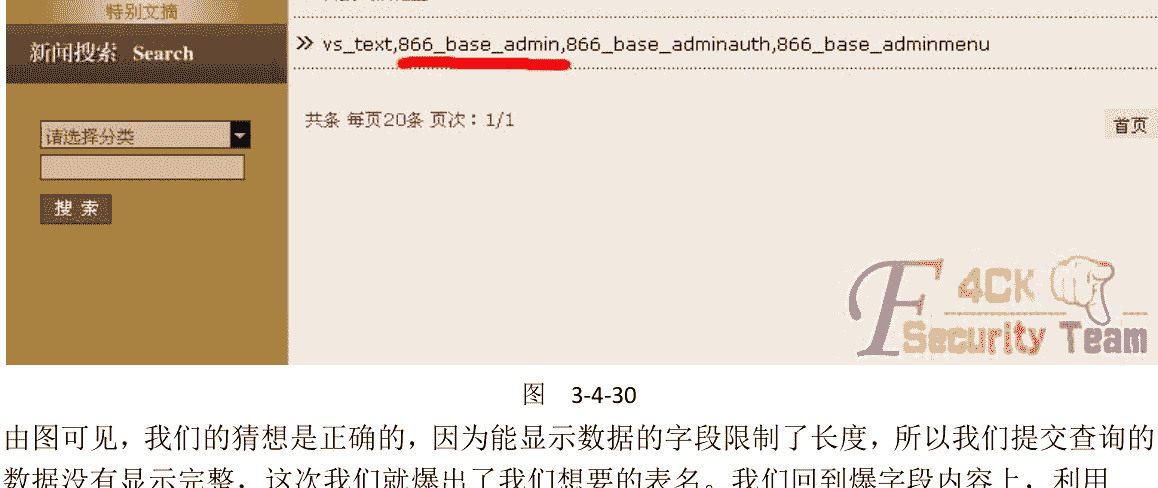 特别文摘
新闻搜索 Search
vs_text,866_base_admin,866_base_adminauth,866_base_adminmenu
请选择分类
搜 索
共条 每页20条 页次：1/1
首页
F4CK
Security Team
图 3-4-30
由图可见，我们的猜想是正确的，因为能显示数据的字段限制了长度，所以我们提交查询的
数据没有显示完整，这次我们就爆出了我们想要的表名。我们回到爆字段内容上，利用